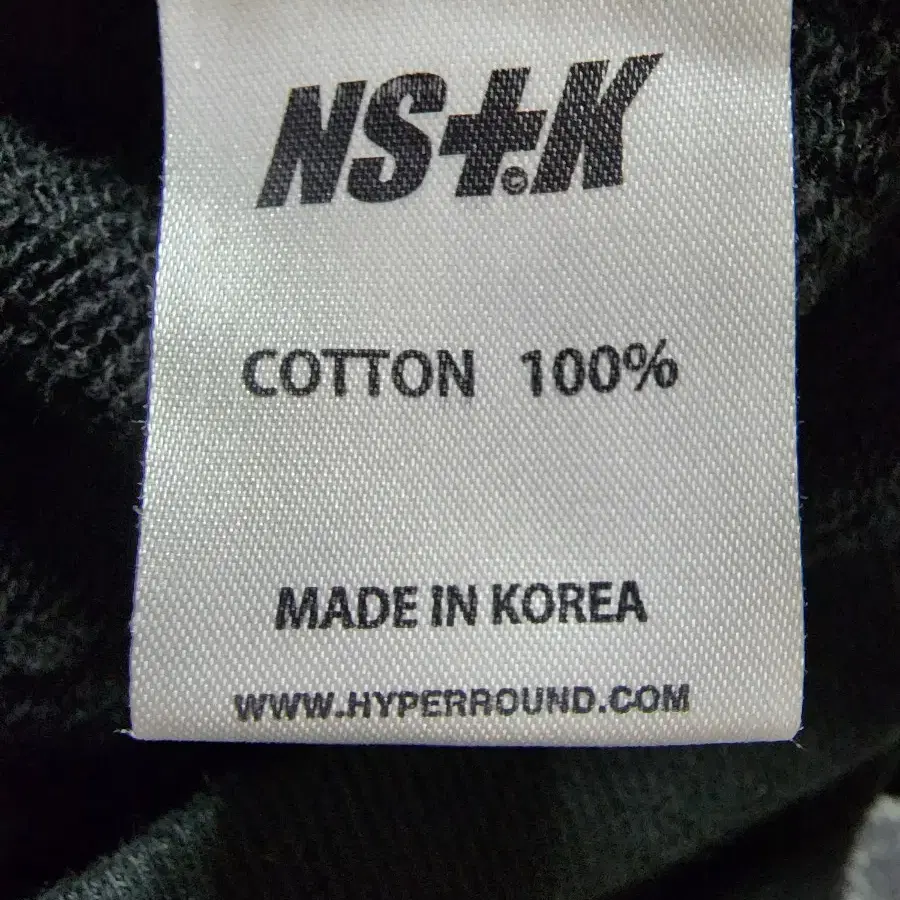 NS+K
©
COTTON 100%
MADE IN KOREA
WWW.HYPERROUND.COM